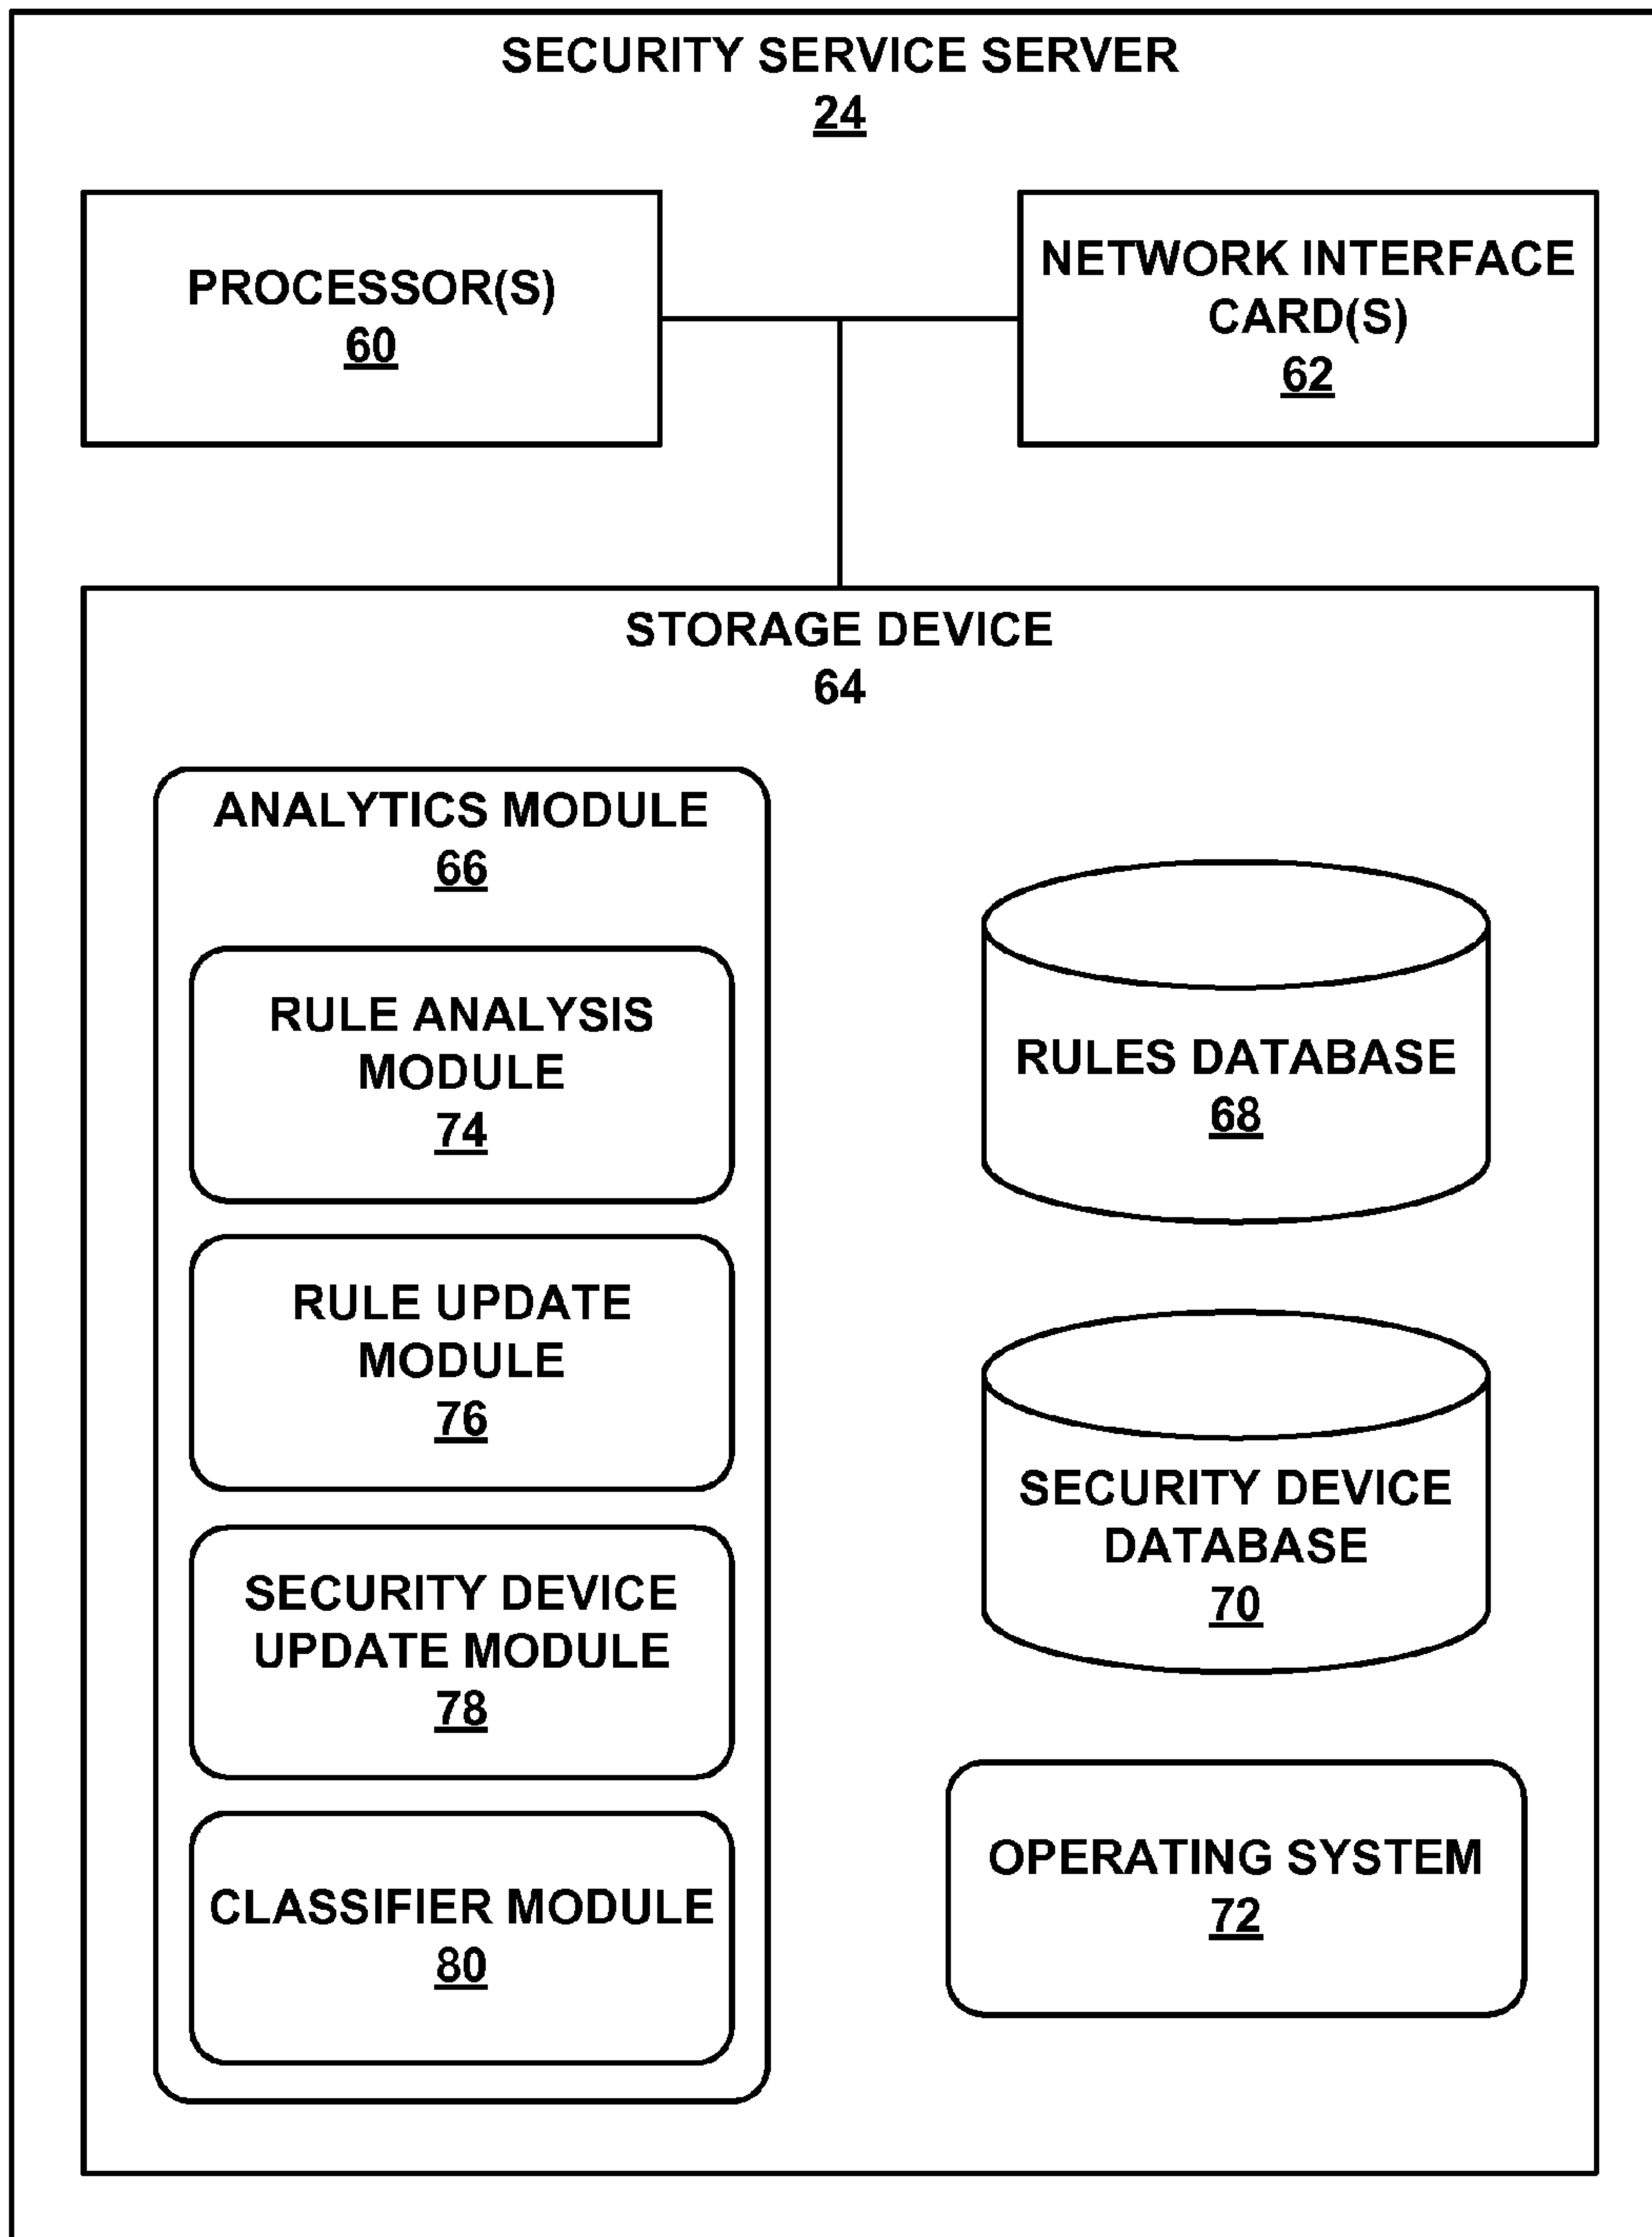 SECURITY SERVICE SERVER
24
PROCESSOR(S)
60
NETWORK INTERFACE
CARD(S)
62
STORAGE DEVICE
64
ANALYTICS MODULE
66
RULE ANALYSIS
MODULE
74
RULE UPDATE
MODULE
76
SECURITY DEVICE
UPDATE MODULE
78
CLASSIFIER MODULE
80
RULES DATABASE
68
SECURITY DEVICE
DATABASE
70
OPERATING SYSTEM
72